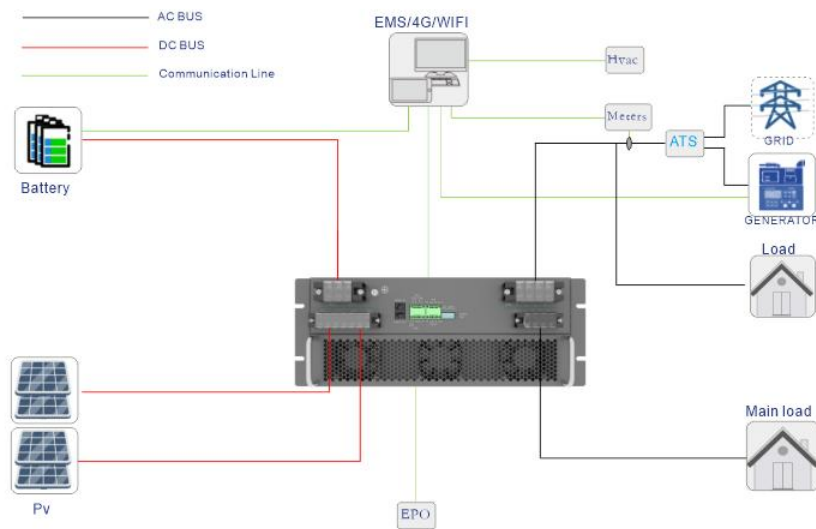 AC BUS
DC BUS
Communication Line
EMS/4G/WIFI
Hvac
Meters
ATS
GRID
Battery
GENERATOR
Load
Main load
Pv
EPO